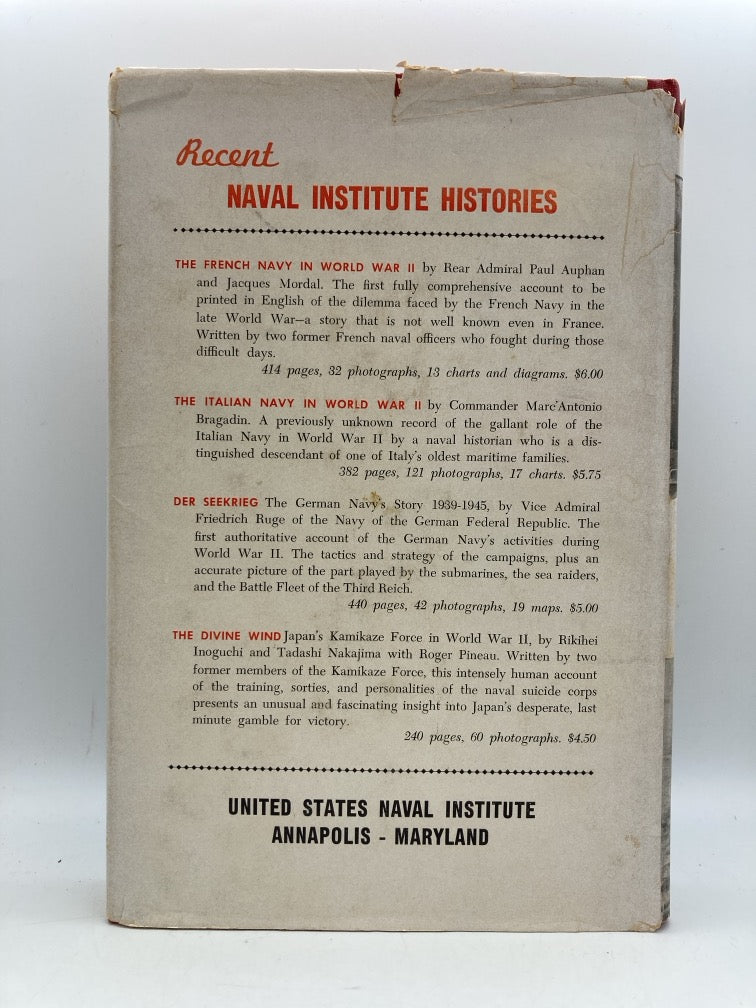 Recent
NAVAL INSTITUTE HISTORIES
THE FRENCH NAVY IN WORLD WAR II by Rear Admiral Paul Auphan
and Jacques Mordal. The first fully comprehensive account to be
printed in English of the dilemma faced by the French Navy in the
late World War—a story that is not well known even in France.
Written by two former French naval officers who fought during those
difficult days.
414 pages, 32 photographs, 13 charts and diagrams. $6.00
THE ITALIAN NAVY IN WORLD WAR II by Commander Marc'Antonio
Bragadin. A previously unknown record of the gallant role of the
Italian Navy in World War II by a naval historian who is a dis-
tinguished descendant of one of Italy's oldest maritime families.
382 pages, 121 photographs, 17 charts. $5.75
DER SEEKRIEG The German Navy's Story 1939-1945, by Vice Admiral
Friedrich Ruge of the Navy of the German Federal Republic. The
first authoritative account of the German Navy's activities during
World War II. The tactics and strategy of the campaigns, plus an
accurate picture of the part played by the submarines, the sea raiders,
and the Battle Fleet of the Third Reich.
440 pages, 42 photographs, 19 maps. $5.00
THE DIVINE WIND Japan's Kamikaze Force in World War II, by Rikihei
Inoguchi and Tadashi Nakajima with Roger Pineau. Written by two
former members of the Kamikaze Force, this intensely human account
of the training, sorties, and personalities of the naval suicide corps
presents an unusual and fascinating insight into Japan's desperate, last
minute gamble for victory.
240 pages, 60 photographs. $4.50
UNITED STATES NAVAL INSTITUTE
ANNAPOLIS - MARYLAND